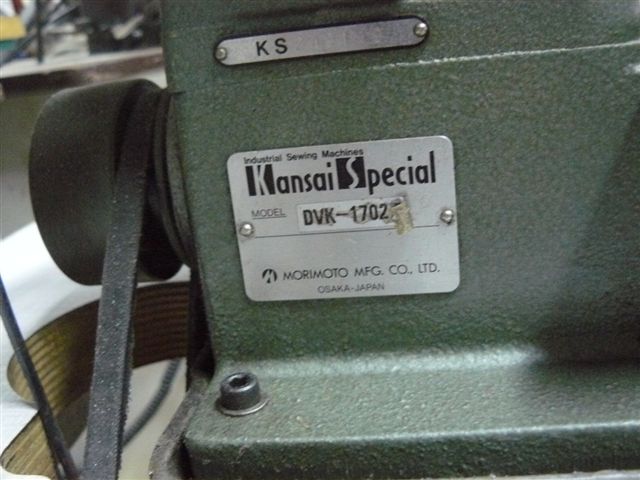 KS
Industrial Sewing Machines
Kansai Special
MODEL DVK-1702
MORIMOTO MFG. CO., LTD.
OSAKA-JAPAN